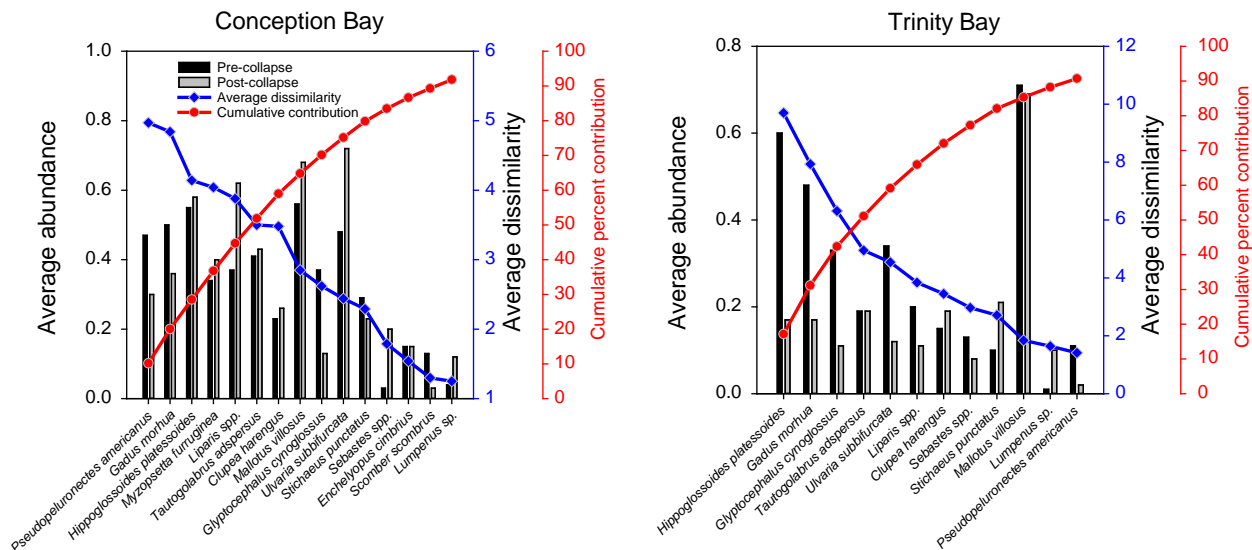 Conception Bay
Average abundance
1.0
0.8
0.6
0.4
0.2
0.0
Pre-collapse
Post-collapse
Average dissimilarity
Cumulative contribution
6
5
4
3
2
1
Average dissimilarity
100
90
80
70
60
50
40
30
20
10
0
Cumulative percent contribution
Pseudopeluronectes americanus
Gadus morhua
Hippoglossoides platessoides
Myzopsetta furruginea
Liparis spp.
Tautogolabrus adspersus
Clupea harengus
Mallotus villosus
Glyptocephalus cynoglossus
Ulvaria subifurcata
Stichaeus punctatus
Sebastes spp.
Enchelyopus cimbrius
Scomber scombrus
Lumpenus sp.
Trinity Bay
Average abundance
0.8
0.6
0.4
0.2
0.0
12
10
8
6
4
2
0
Average dissimilarity
100
90
80
70
60
50
40
30
20
10
0
Cumulative percent contribution
Hippoglossoides platessoides
Gadus morhua
Glyptocephalus cynoglossus
Tautogolabrus adspersus
Ulvaria subifurcata
Liparis spp.
Clupea harengus
Sebastes spp.
Stichaeus punctatus
Mallotus villosus
Lumpenus sp.
Pseudopeluronectes americanus